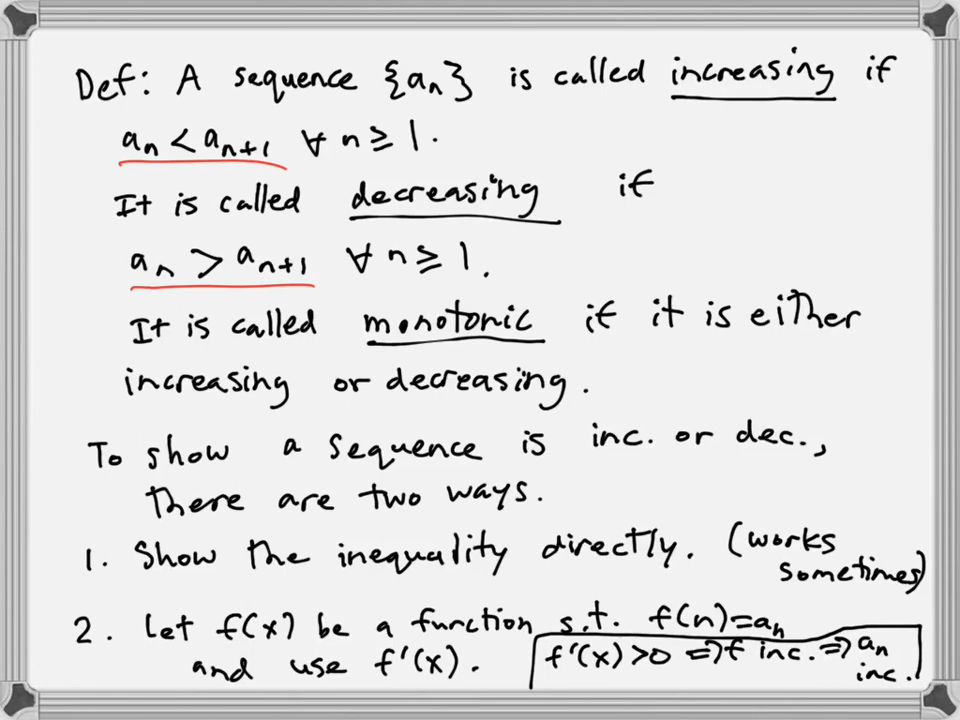 Def: A sequence {aₙ} is called increasing if
aₙ < aₙ₊₁ ∀ n ≥ 1.
It is called decreasing if
aₙ > aₙ₊₁ ∀ n ≥ 1.
It is called monotonic if it is either
increasing or decreasing.
To show a sequence is inc. or dec.,
there are two ways.
1. Show the inequality directly. (works
sometimes)
2. Let f(x) be a function s.t. f(n)=aₙ
and use f'(x).
f'(x)>0 ⇒ f inc. ⇒ aₙ
inc.